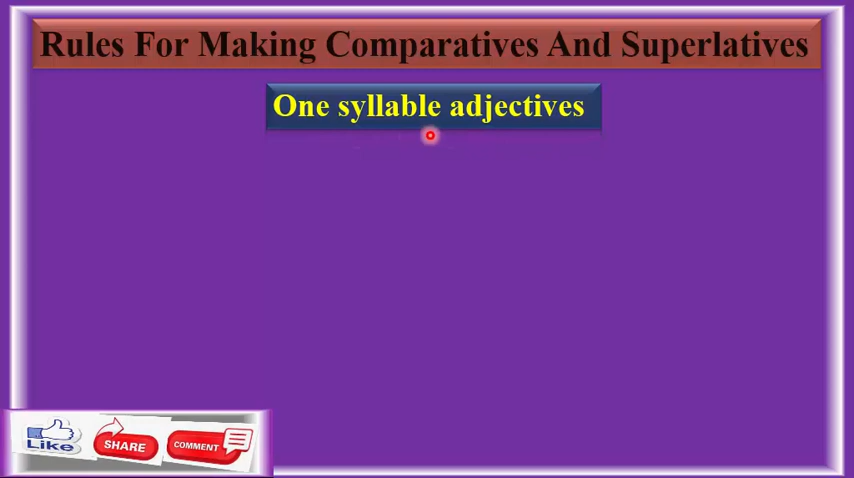 Rules For Making Comparatives And Superlatives
One syllable adjectives
Like
SHARE
COMMENT